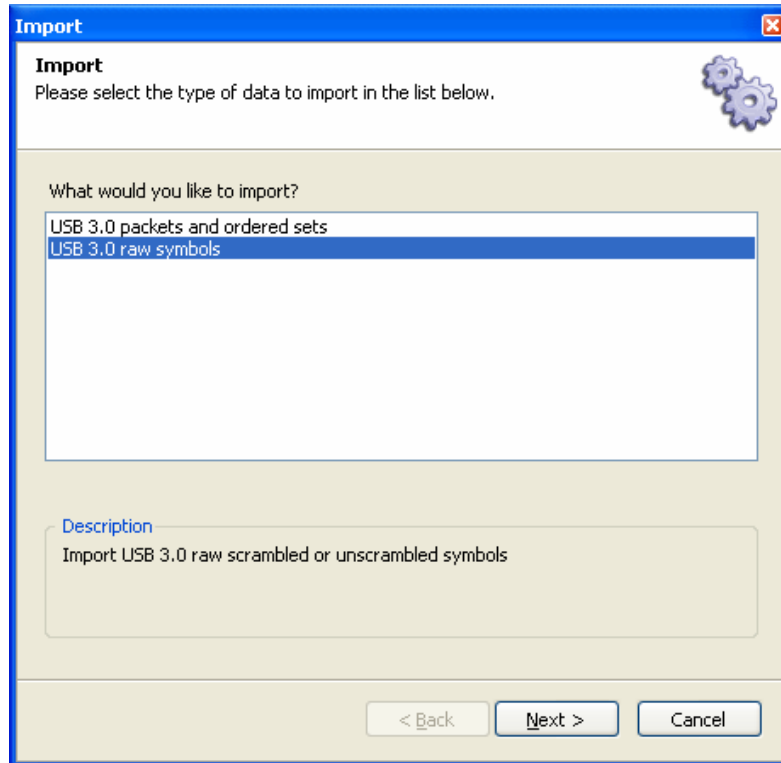 Import
Import
Please select the type of data to import in the list below.
What would you like to import?
USB 3.0 packets and ordered sets
USB 3.0 raw symbols
Description
Import USB 3.0 raw scrambled or unscrambled symbols
< Back
Next >
Cancel